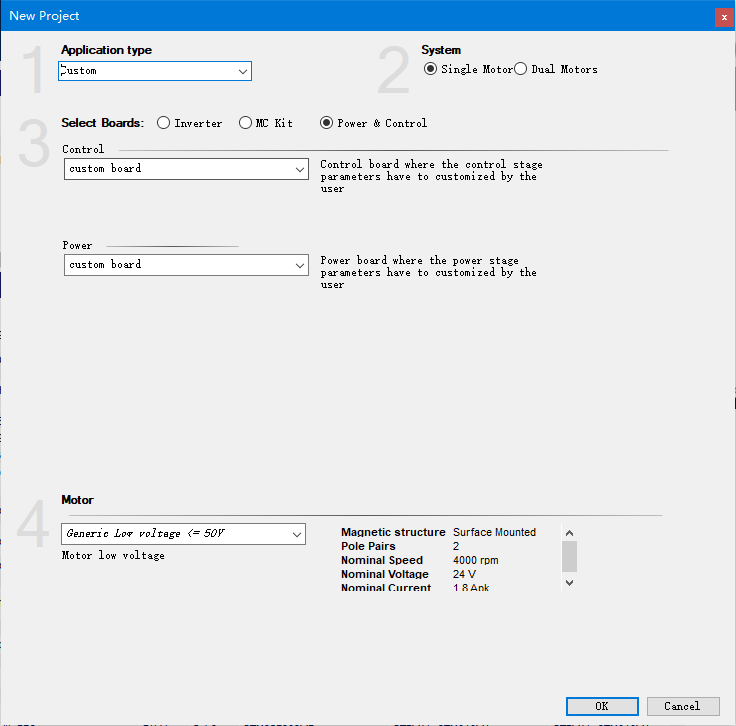 New Project
x
1
Application type
Custom
2
System
Single Motor
Dual Motors
3
Select Boards:
Inverter
MC Kit
Power & Control
Control
custom board
Control board where the control stage
parameters have to customized by the
user
Power
custom board
Power board where the power stage
parameters have to customized by the
user
4
Motor
Generic Low voltage <= 50V
Motor low voltage
Magnetic structure Surface Mounted
Pole Pairs 2
Nominal Speed 4000 rpm
Nominal Voltage 24 V
Nominal Current 1.8 Apk
OK
Cancel